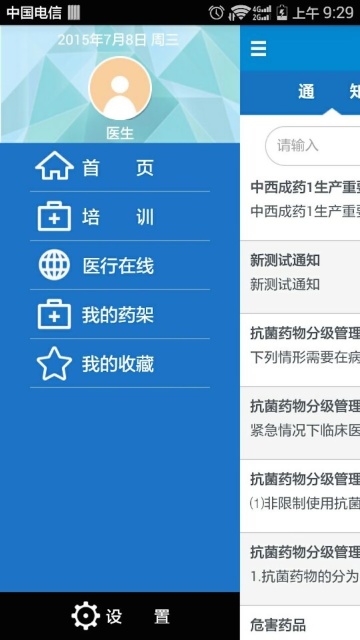 中国电信 4G 2G 上午 9:29
2015年7月8日 周三
医生
首 页
培 训
医行在线
我的药架
我的收藏
设 置
通 知
请输入
中西成药1生产重要
中西成药1生产重要
新测试通知
新测试通知
抗菌药物分级管理
下列情形需要在病
抗菌药物分级管理
紧急情况下临床医
抗菌药物分级管理
⑴非限制使用抗菌
抗菌药物分级管理
1.抗菌药物的分为
危害药品